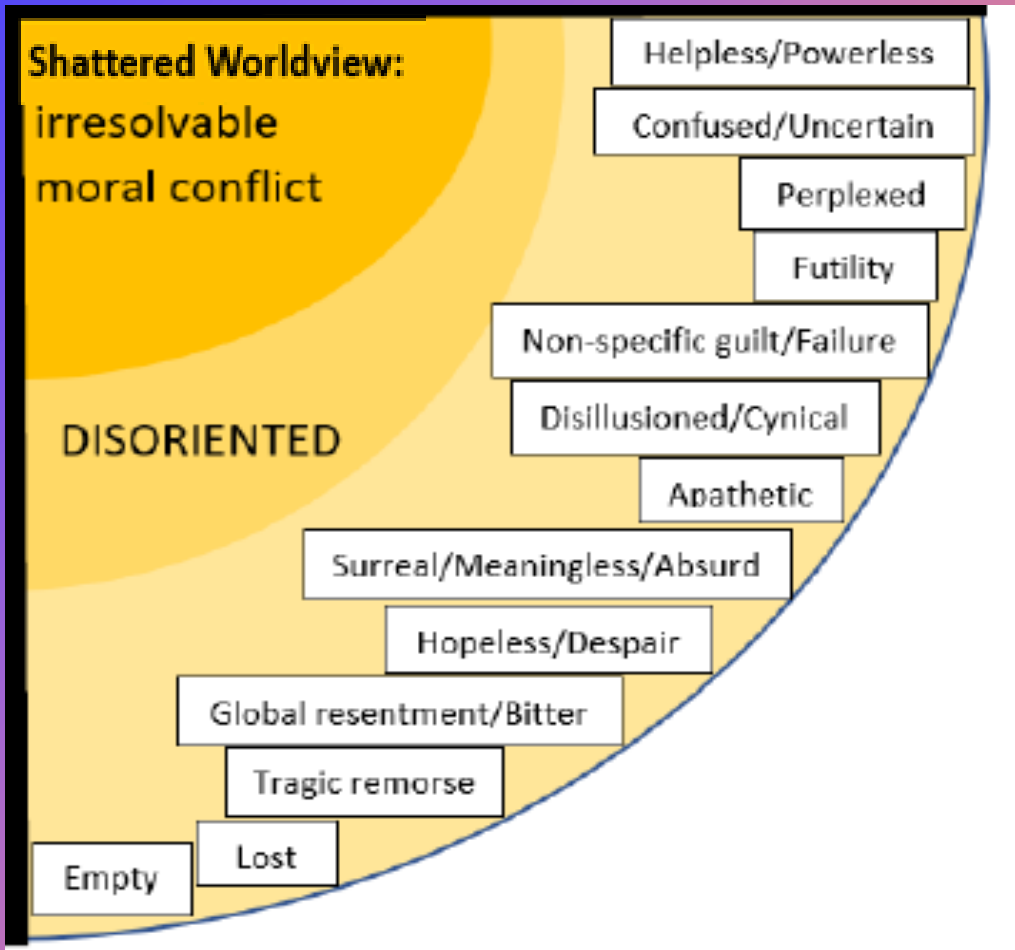 Shattered Worldview:
irresolvable
moral conflict
DISORIENTED
Helpless/Powerless
Confused/Uncertain
Perplexed
Futility
Non-specific guilt/Failure
Disillusioned/Cynical
Apathetic
Surreal/Meaningless/Absurd
Hopeless/Despair
Global resentment/Bitter
Tragic remorse
Lost
Empty